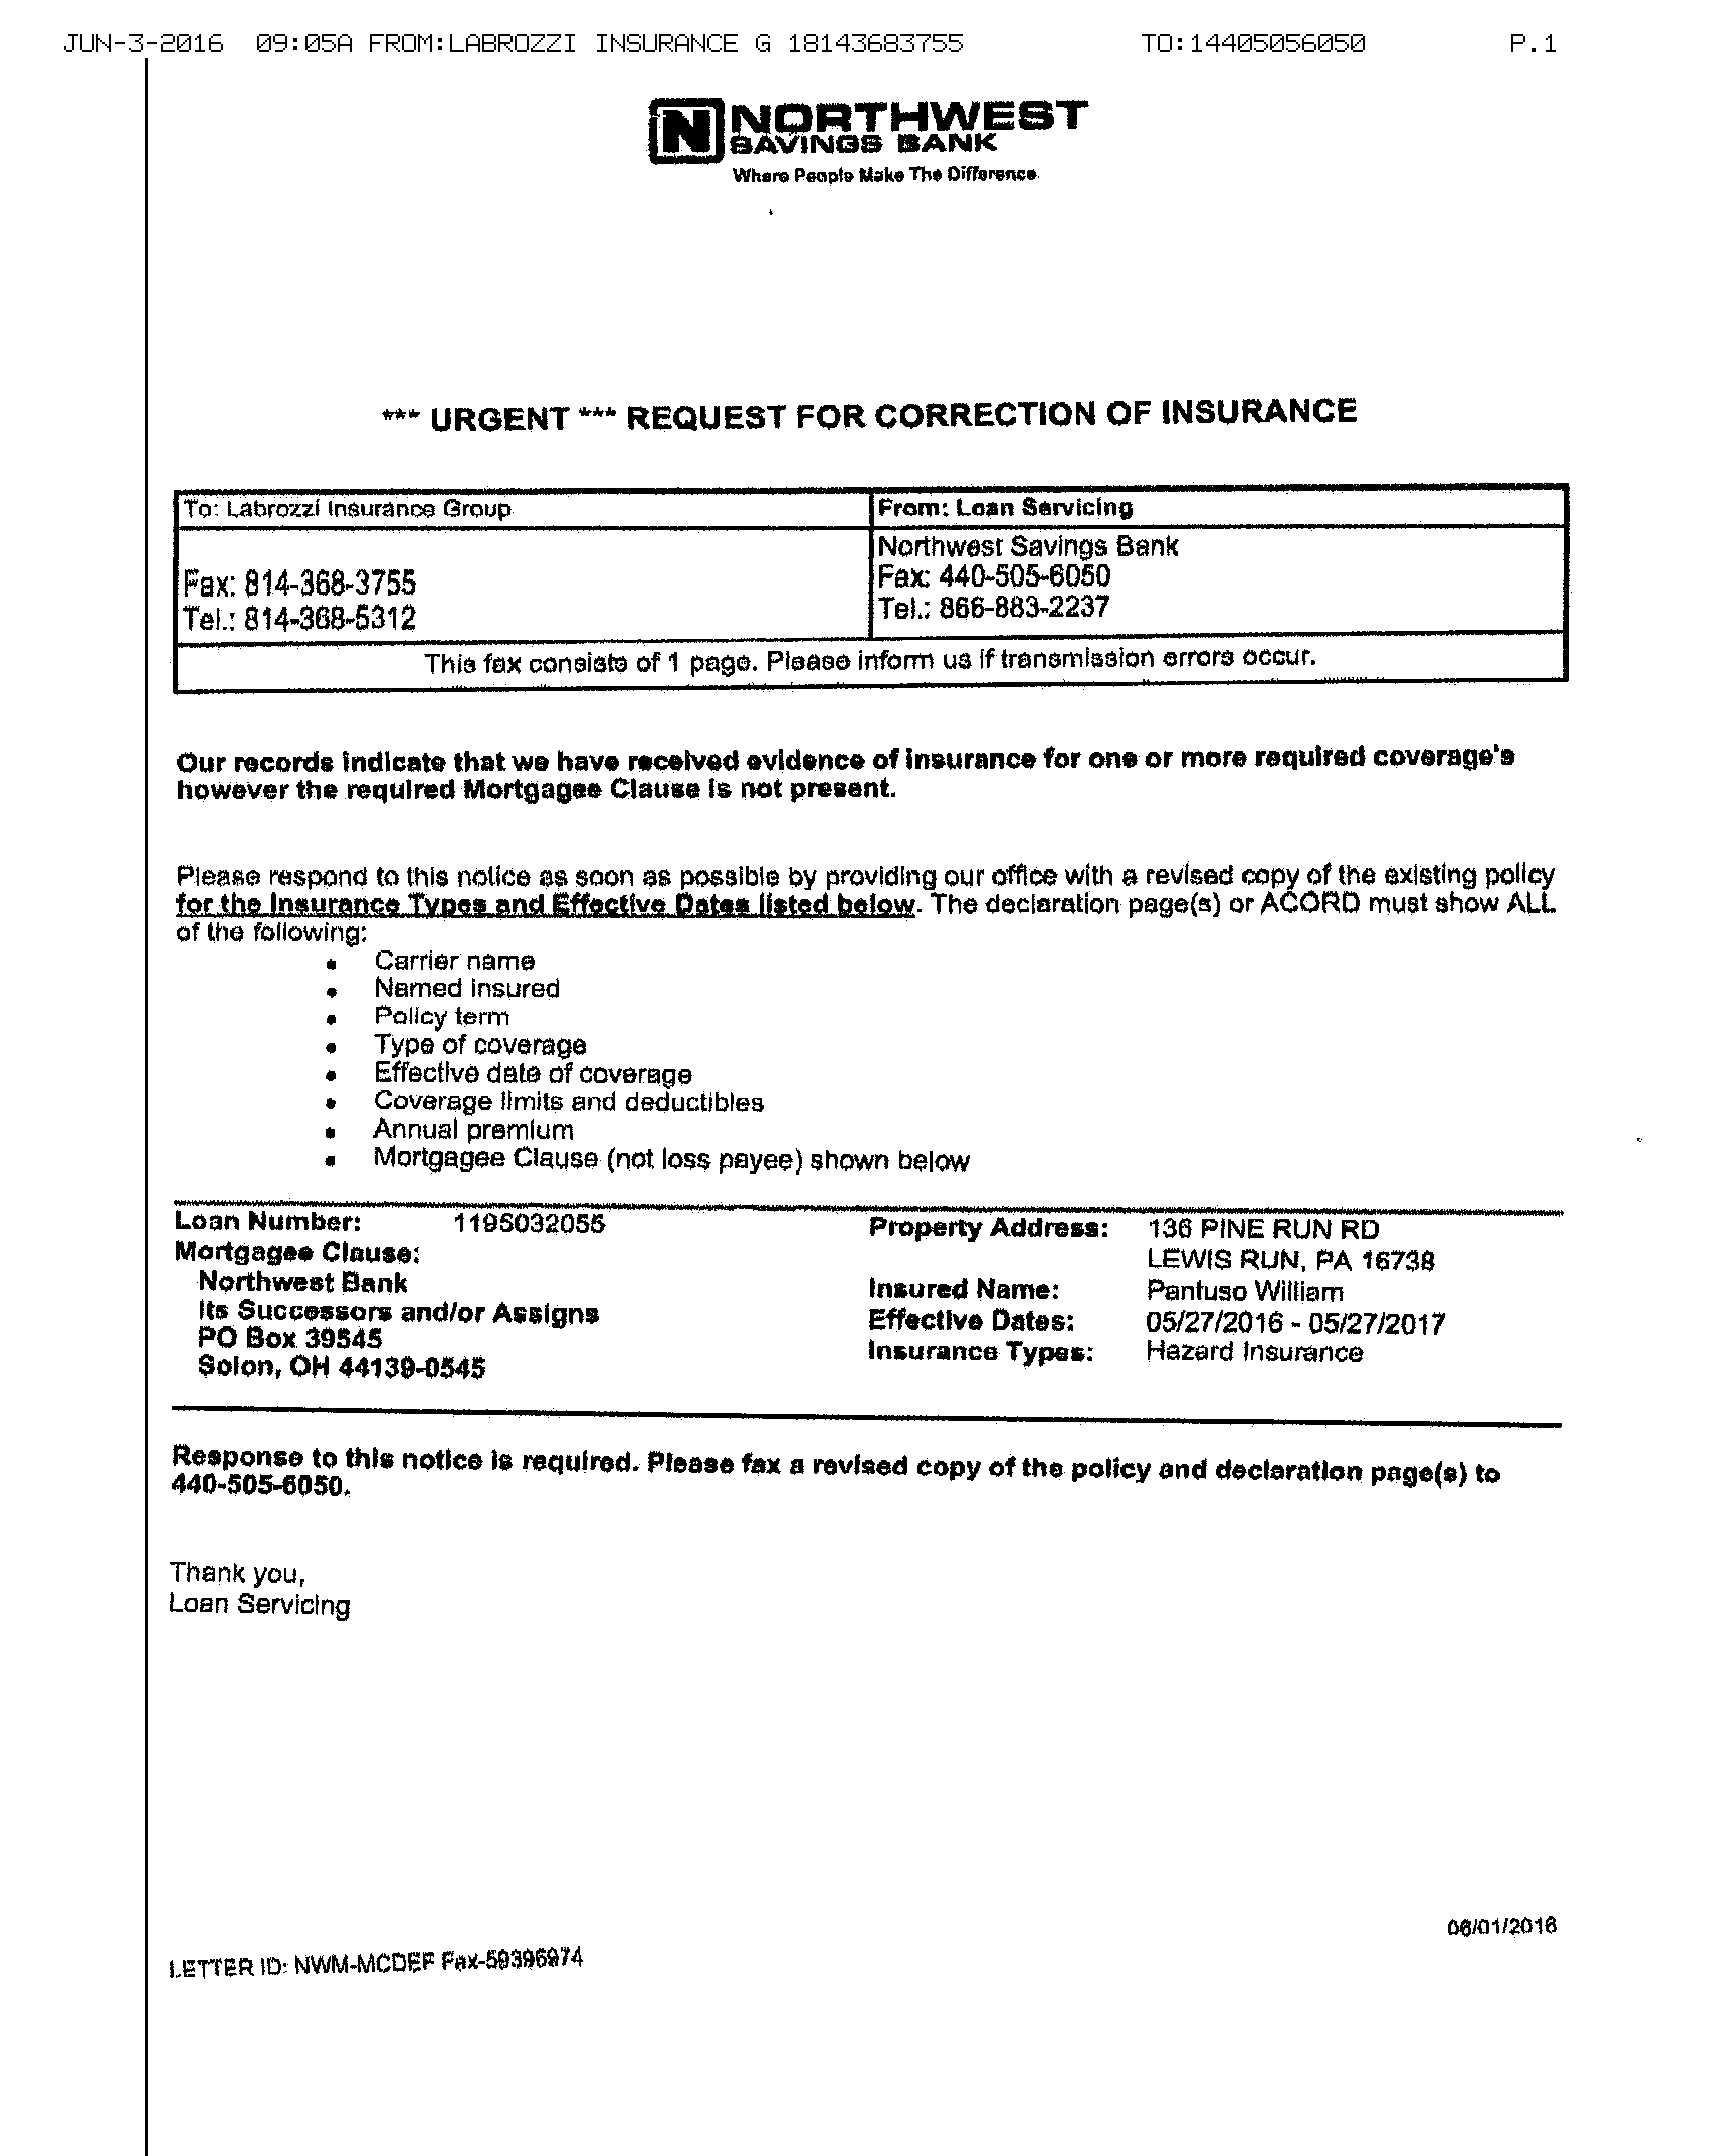 JUN-3-2016 09:05A FROM:LABROZZI INSURANCE G 18143683755 TO:14405056050 P.1
N NORTHWEST
SAVINGS BANK
Where People Make The Difference.
*** URGENT *** REQUEST FOR CORRECTION OF INSURANCE
To: Labrozzi Insurance Group
From: Loan Servicing
Fax: 814-368-3755
Tel.: 814-368-5312
Northwest Savings Bank
Fax: 440-505-6050
Tel.: 866-883-2237
This fax consists of 1 page. Please inform us if transmission errors occur.
Our records indicate that we have received evidence of insurance for one or more required coverage's
however the required Mortgagee Clause is not present.
Please respond to this notice as soon as possible by providing our office with a revised copy of the existing policy
for the Insurance Types and Effective Dates listed below. The declaration page(s) or ACORD must show ALL
of the following:
• Carrier name
• Named insured
• Policy term
• Type of coverage
• Effective date of coverage
• Coverage limits and deductibles
• Annual premium
• Mortgagee Clause (not loss payee) shown below
Loan Number: 1195032055
Mortgagee Clause:
Northwest Bank
Its Successors and/or Assigns
PO Box 39545
Solon, OH 44139-0545
Property Address: 136 PINE RUN RD
LEWIS RUN, PA 16738
Insured Name: Pantuso William
Effective Dates: 05/27/2016 - 05/27/2017
Insurance Types: Hazard Insurance
Response to this notice is required. Please fax a revised copy of the policy and declaration page(s) to
440-505-6050.
Thank you,
Loan Servicing
06/01/2016
LETTER ID: NWM-MCDEF Fax-59396974